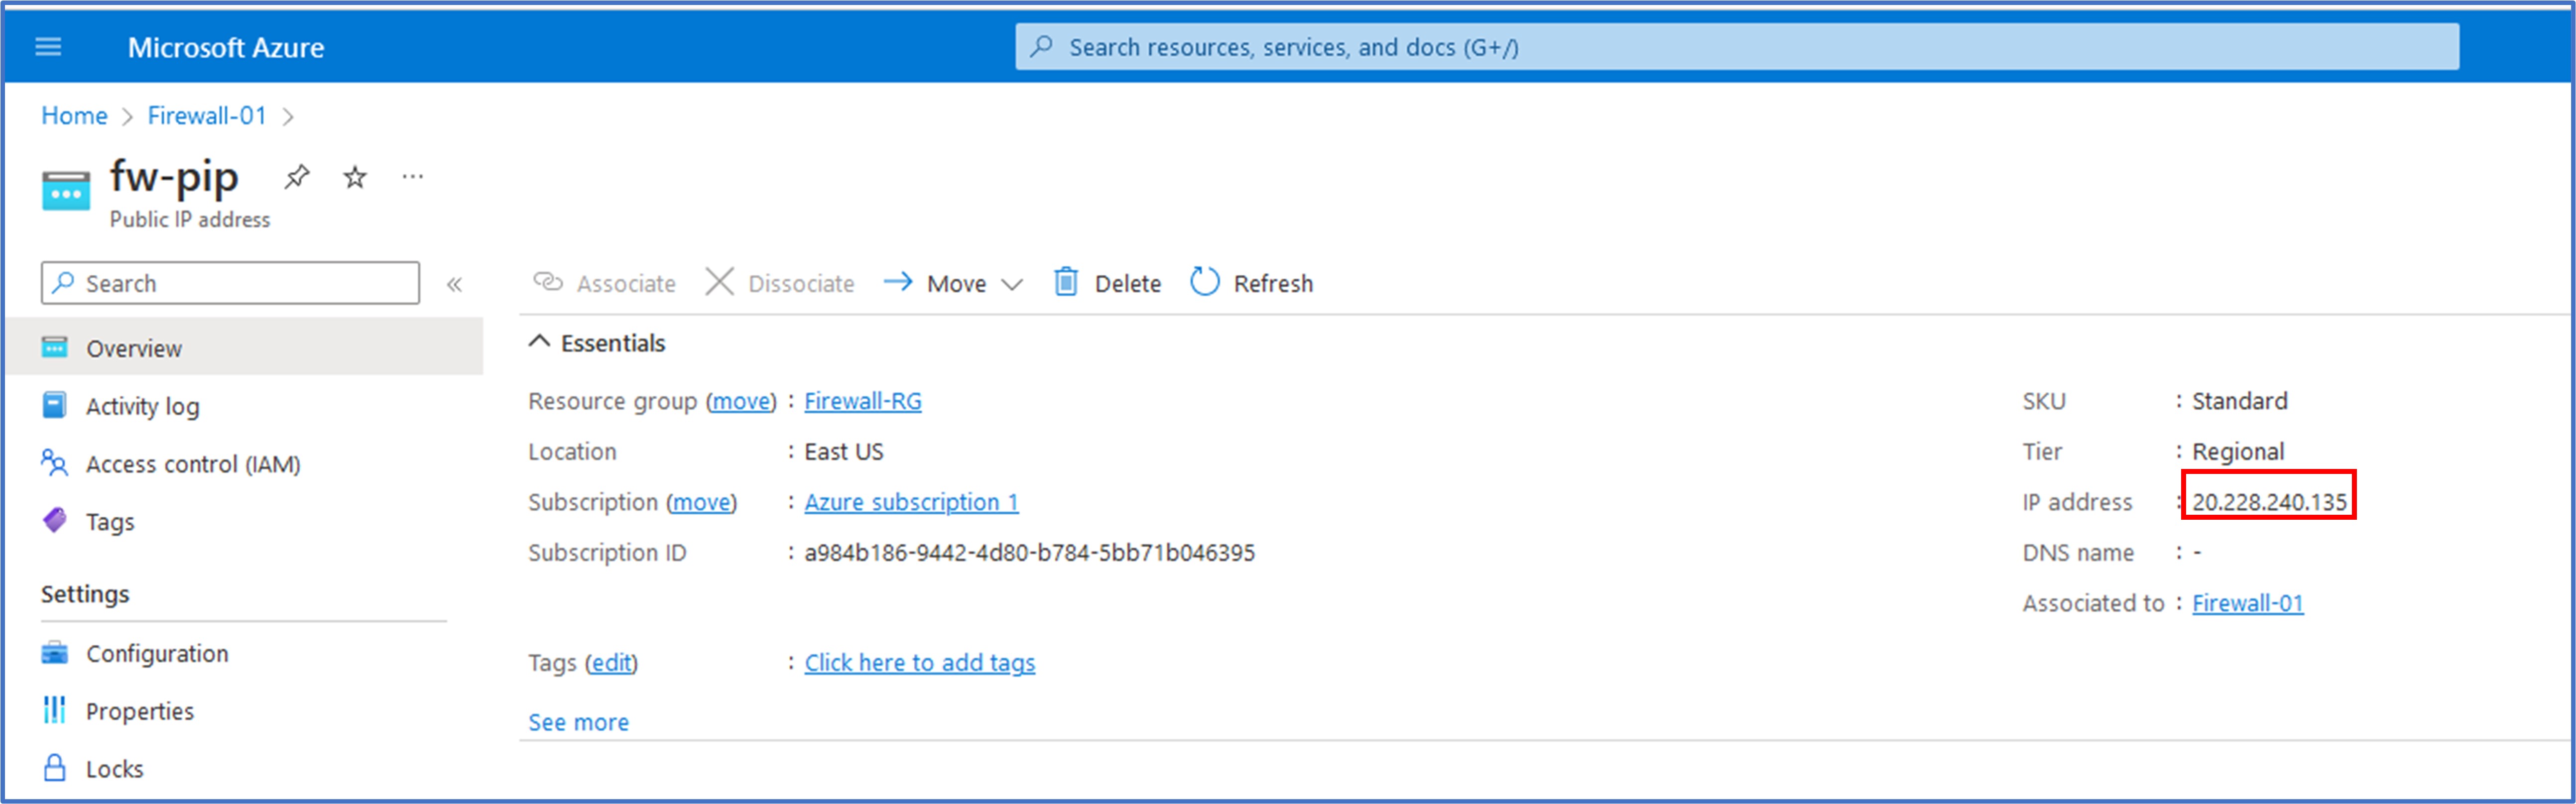 Microsoft Azure
Search resources, services, and docs (G+/)
Home > Firewall-01 >
fw-pip
Public IP address
Search
Associate Dissociate Move Delete Refresh
Overview
Activity log
Access control (IAM)
Tags
Settings
Configuration
Properties
Locks
Essentials
Resource group (move) : Firewall-RG
Location : East US
Subscription (move) : Azure subscription 1
Subscription ID : a984b186-9442-4d80-b784-5bb71b046395
Tags (edit) : Click here to add tags
See more
SKU : Standard
Tier : Regional
IP address : 20.228.240.135
DNS name : -
Associated to : Firewall-01